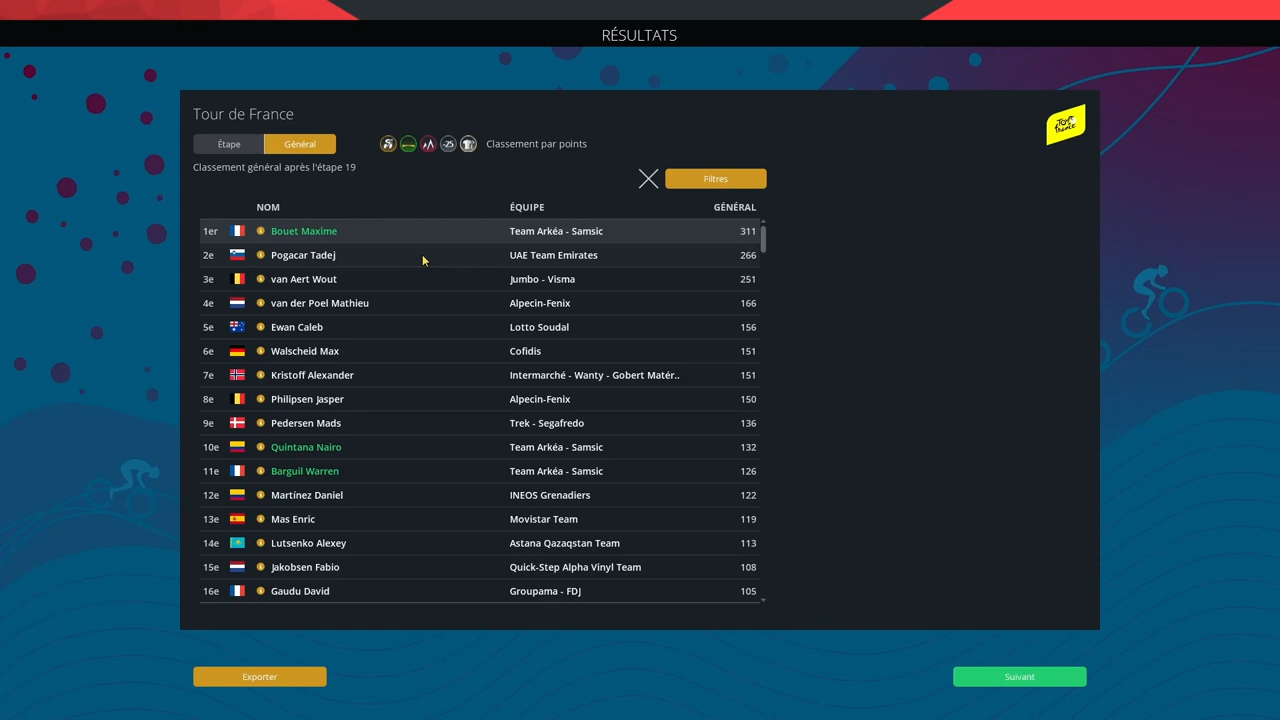 RÉSULTATS
Tour de France
Tour de France
Étape Général -25 Classement par points
Classement général après l'étape 19
Filtres
NOM ÉQUIPE GÉNÉRAL
1er Bouet Maxime Team Arkéa - Samsic 311
2e Pogacar Tadej UAE Team Emirates 266
3e van Aert Wout Jumbo - Visma 251
4e van der Poel Mathieu Alpecin-Fenix 166
5e Ewan Caleb Lotto Soudal 156
6e Walscheid Max Cofidis 151
7e Kristoff Alexander Intermarché - Wanty - Gobert Matér.. 151
8e Philipsen Jasper Alpecin-Fenix 150
9e Pedersen Mads Trek - Segafredo 136
10e Quintana Nairo Team Arkéa - Samsic 132
11e Barguil Warren Team Arkéa - Samsic 126
12e Martínez Daniel INEOS Grenadiers 122
13e Mas Enric Movistar Team 119
14e Lutsenko Alexey Astana Qazaqstan Team 113
15e Jakobsen Fabio Quick-Step Alpha Vinyl Team 108
16e Gaudu David Groupama - FDJ 105
Exporter Suivant